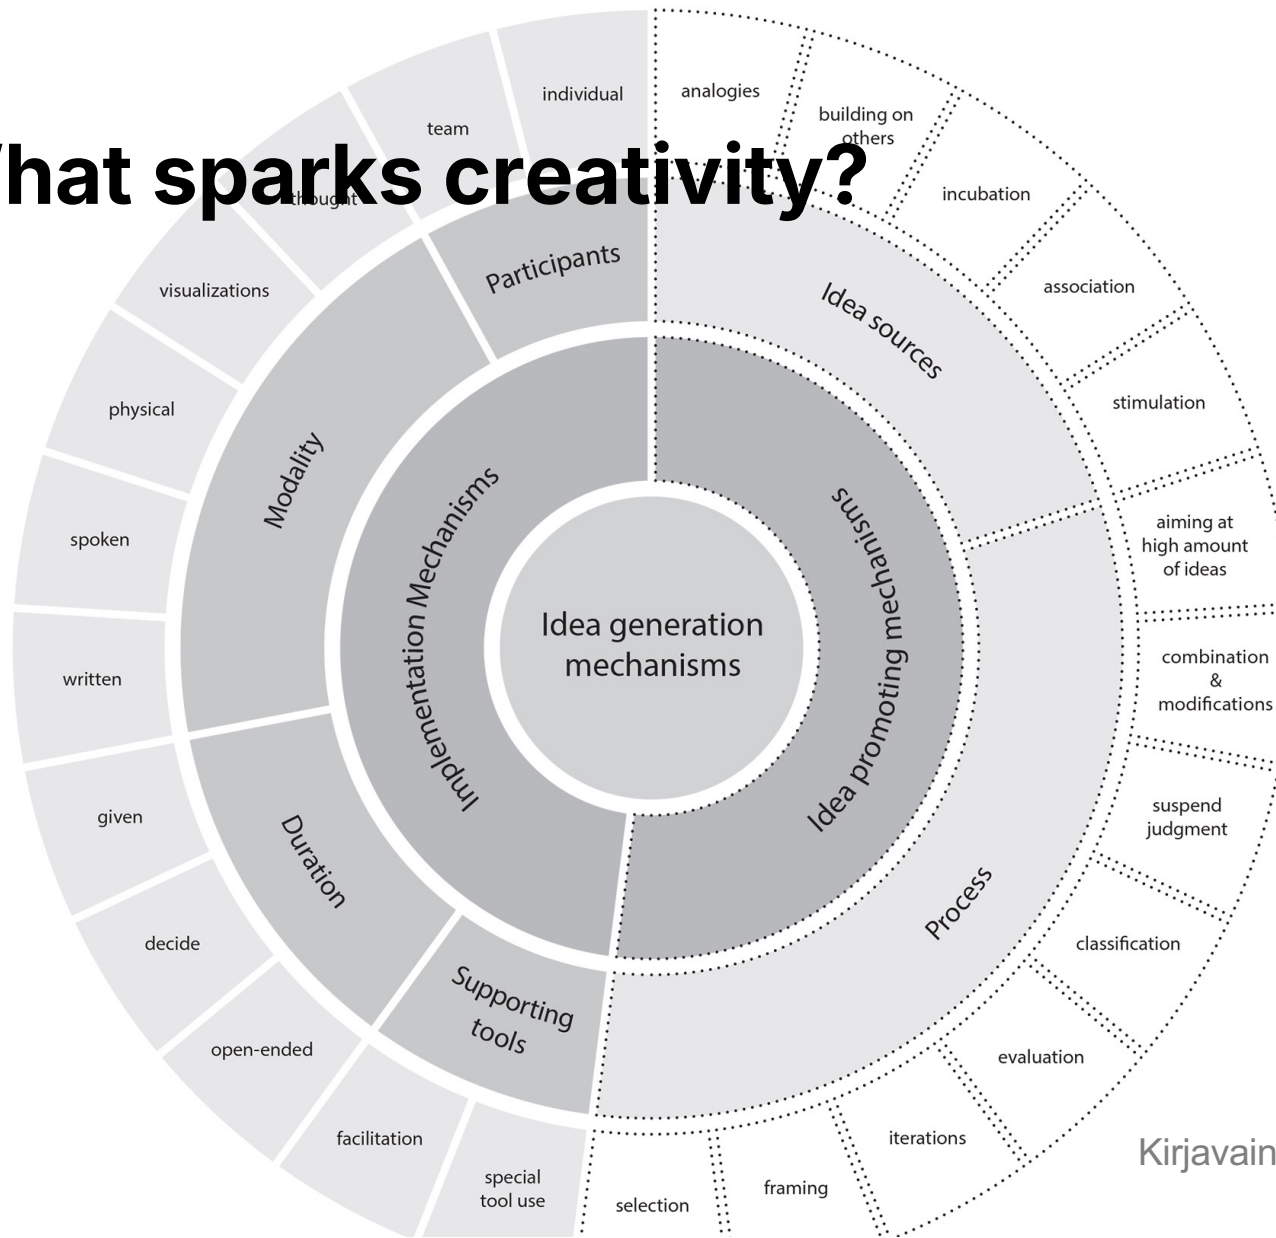 hat sparks creativity?
Idea generation
mechanisms
Implementation Mechanisms
Idea promoting mechanisms
Participants
Modality
Duration
Supporting
tools
Idea sources
Process
individual
team
thought
visualizations
physical
spoken
written
given
decide
open-ended
facilitation
special
tool use
analogies
building on
others
incubation
association
stimulation
aiming at
high amount
of ideas
combination
&
modifications
suspend
judgment
classification
evaluation
iterations
framing
selection
Kirjavain